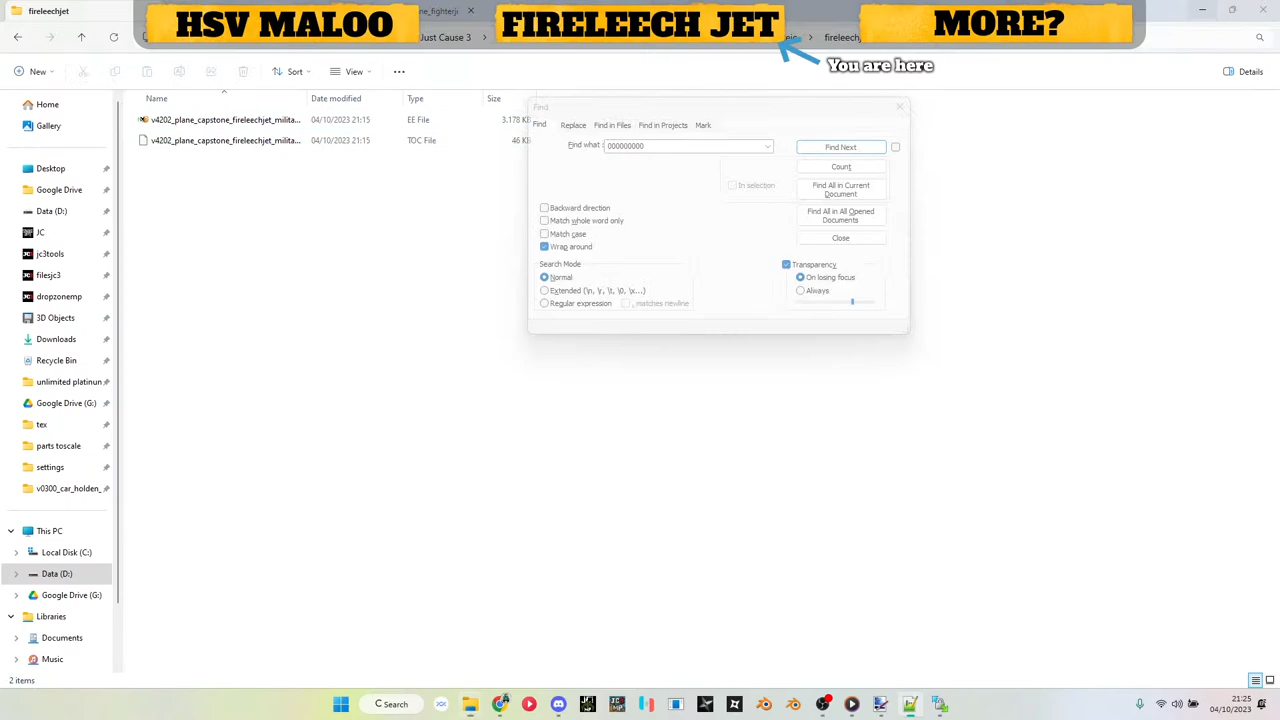 fireleechjet
HSV MALOO
FIRELEECH JET
MORE?
You are here
Just Cause 3
New
Sort
View
Details
Name
Date modified
Type
Size
v4202_plane_capstone_fireleechjet_milita...
04/10/2023 21:15
EE File
3,178 KB
v4202_plane_capstone_fireleechjet_milita...
04/10/2023 21:15
TOC File
46 KB
Home
Gallery
Desktop
Google Drive
Data (D:)
JC
jc3tools
filesjc3
dropzonemp
3D Objects
Downloads
Recycle Bin
unlimited platinun
Google Drive (G:)
tex
parts toscale
settings
v0300_car_holden_
This PC
Local Disk (C:)
Data (D:)
Google Drive (G:)
Libraries
Documents
Music
2 items
Find
Find
Replace
Find in Files
Find in Projects
Mark
Find what :
000000000
Find Next
Count
In selection
Find All in Current
Document
Find All in All Opened
Documents
Close
Backward direction
Match whole word only
Match case
Wrap around
Search Mode
Normal
Extended (\n, \r, \t, \0, \x...)
Regular expression
. matches newline
Transparency
On losing focus
Always
Search
21:25
04/10/2023